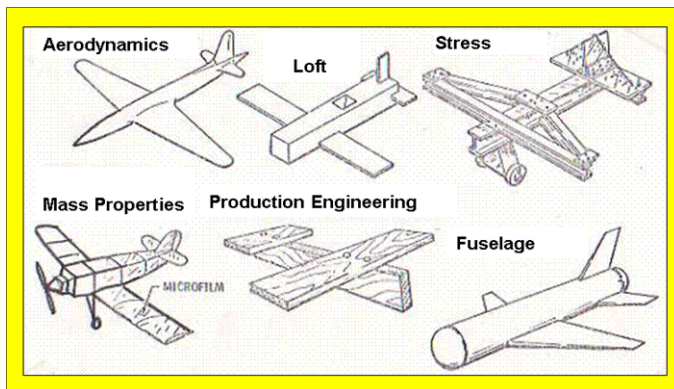 Aerodynamics
Loft
Stress
Mass Properties
MICROFILM
Production Engineering
Fuselage